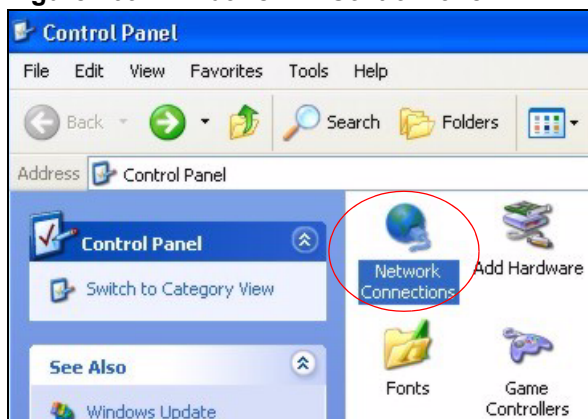 Control Panel
File Edit View Favorites Tools Help
Back Search Folders
Address Control Panel
Control Panel
Switch to Category View
See Also
Windows Update
Network Connections
Add Hardware
Fonts
Game Controllers